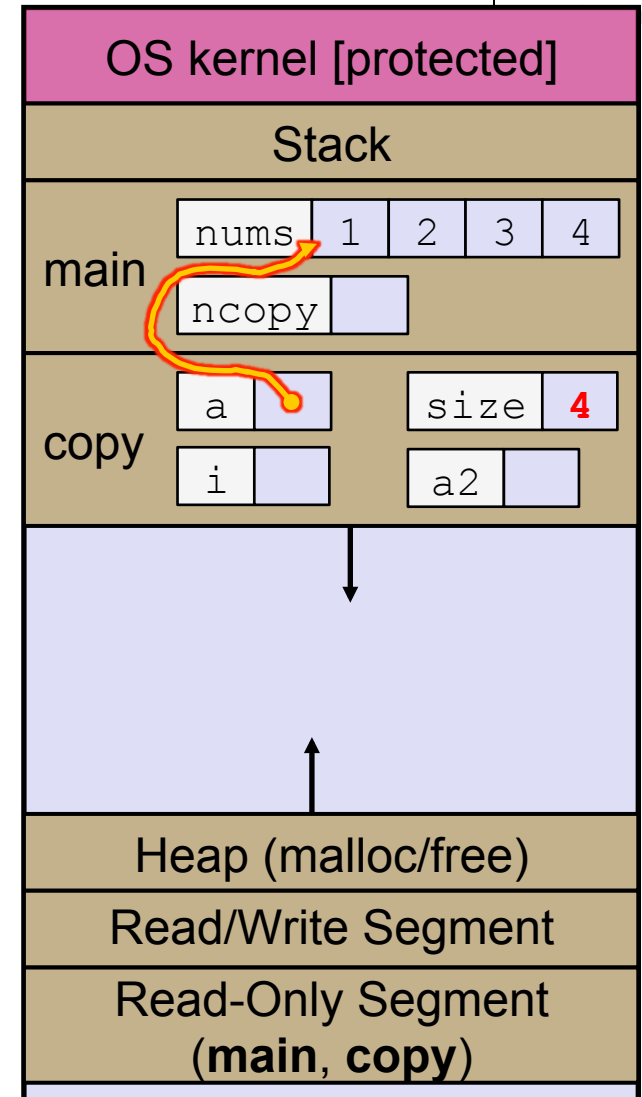 OS kernel [protected]
Stack
main
nums 1 2 3 4
ncopy
copy
a size 4
i a2
Heap (malloc/free)
Read/Write Segment
Read-Only Segment
(main, copy)